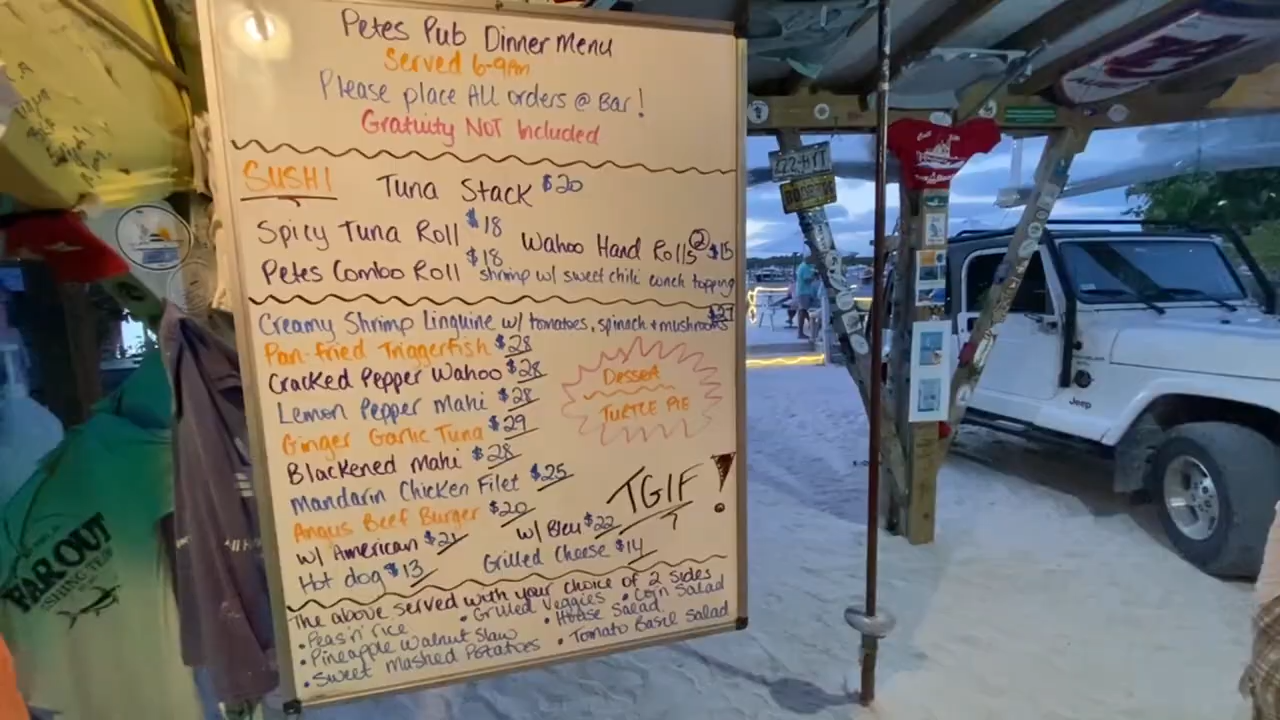 Petes Pub Dinner Menu
Served 6-9pm
Please place ALL orders @ Bar!
Gratuity NOT Included
SUSHI Tuna Stack $20
Spicy Tuna Roll $18 Wahoo Hand Rolls (2) $15
Petes Combo Roll $18 shrimp w/ sweet chili conch topping
Creamy Shrimp Linguine w/ tomatoes, spinach + mushrooms $27
Pan-fried Triggerfish $28
Cracked Pepper Wahoo $28
Lemon Pepper Mahi $28
Ginger Garlic Tuna $29
Blackened Mahi $28
Mandarin Chicken Filet $25
Angus Beef Burger $20
w/ American $21 w/ Bleu $22
Hot dog $13 Grilled Cheese $14
Dessert
TURTLE PIE
TGIF!
The above served with your choice of 2 sides
• Peas n' rice • Grilled Veggies • Corn Salad
• Pineapple Walnut Slaw • House Salad
• Sweet Mashed Potatoes • Tomato Basil Salad
FAR OUT
FISHING TEAM
Jeep